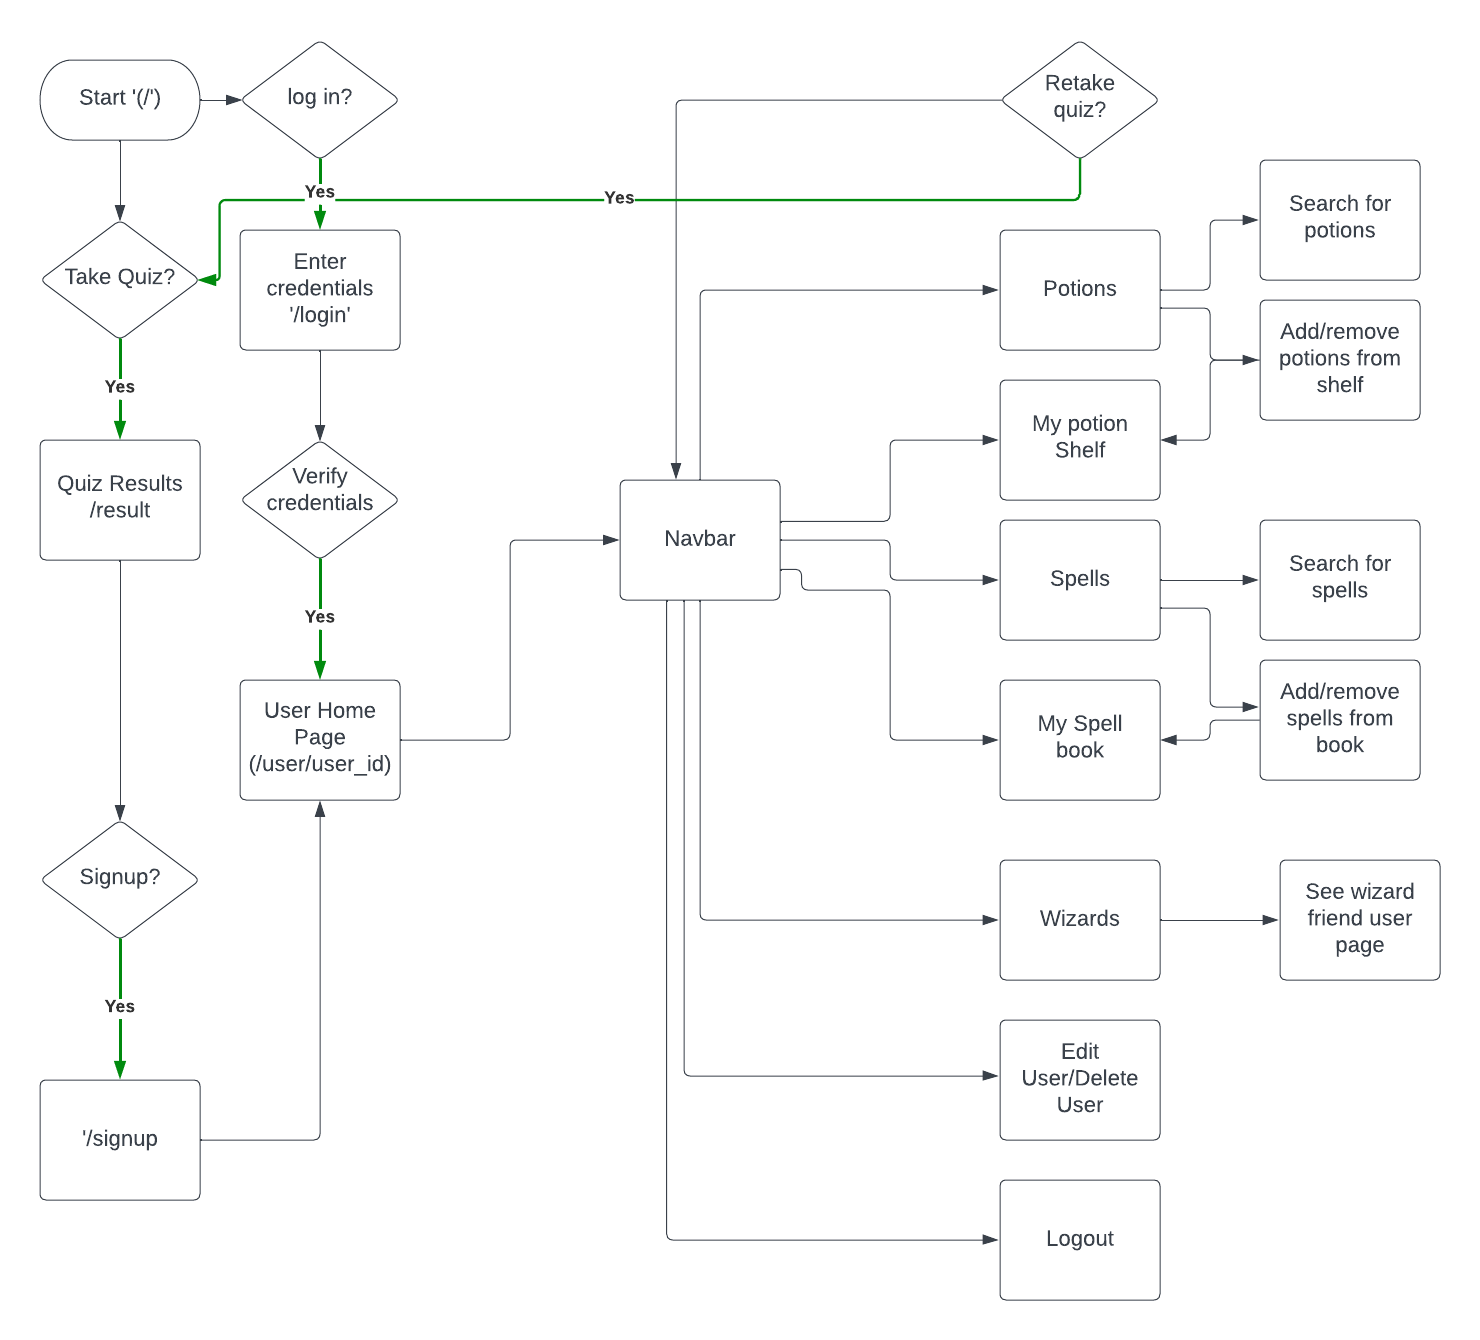 Start '(/')
log in?
Retake
quiz?
Yes
Yes
Search for
potions
Take Quiz?
Enter
credentials
'/login'
Potions
Add/remove
potions from
shelf
Yes
My potion
Shelf
Quiz Results
/result
Verify
credentials
Navbar
Spells
Search for
spells
Yes
User Home
Page
(/user/user_id)
My Spell
book
Add/remove
spells from
book
Signup?
Wizards
See wizard
friend user
page
Yes
Edit
User/Delete
User
'/signup
Logout